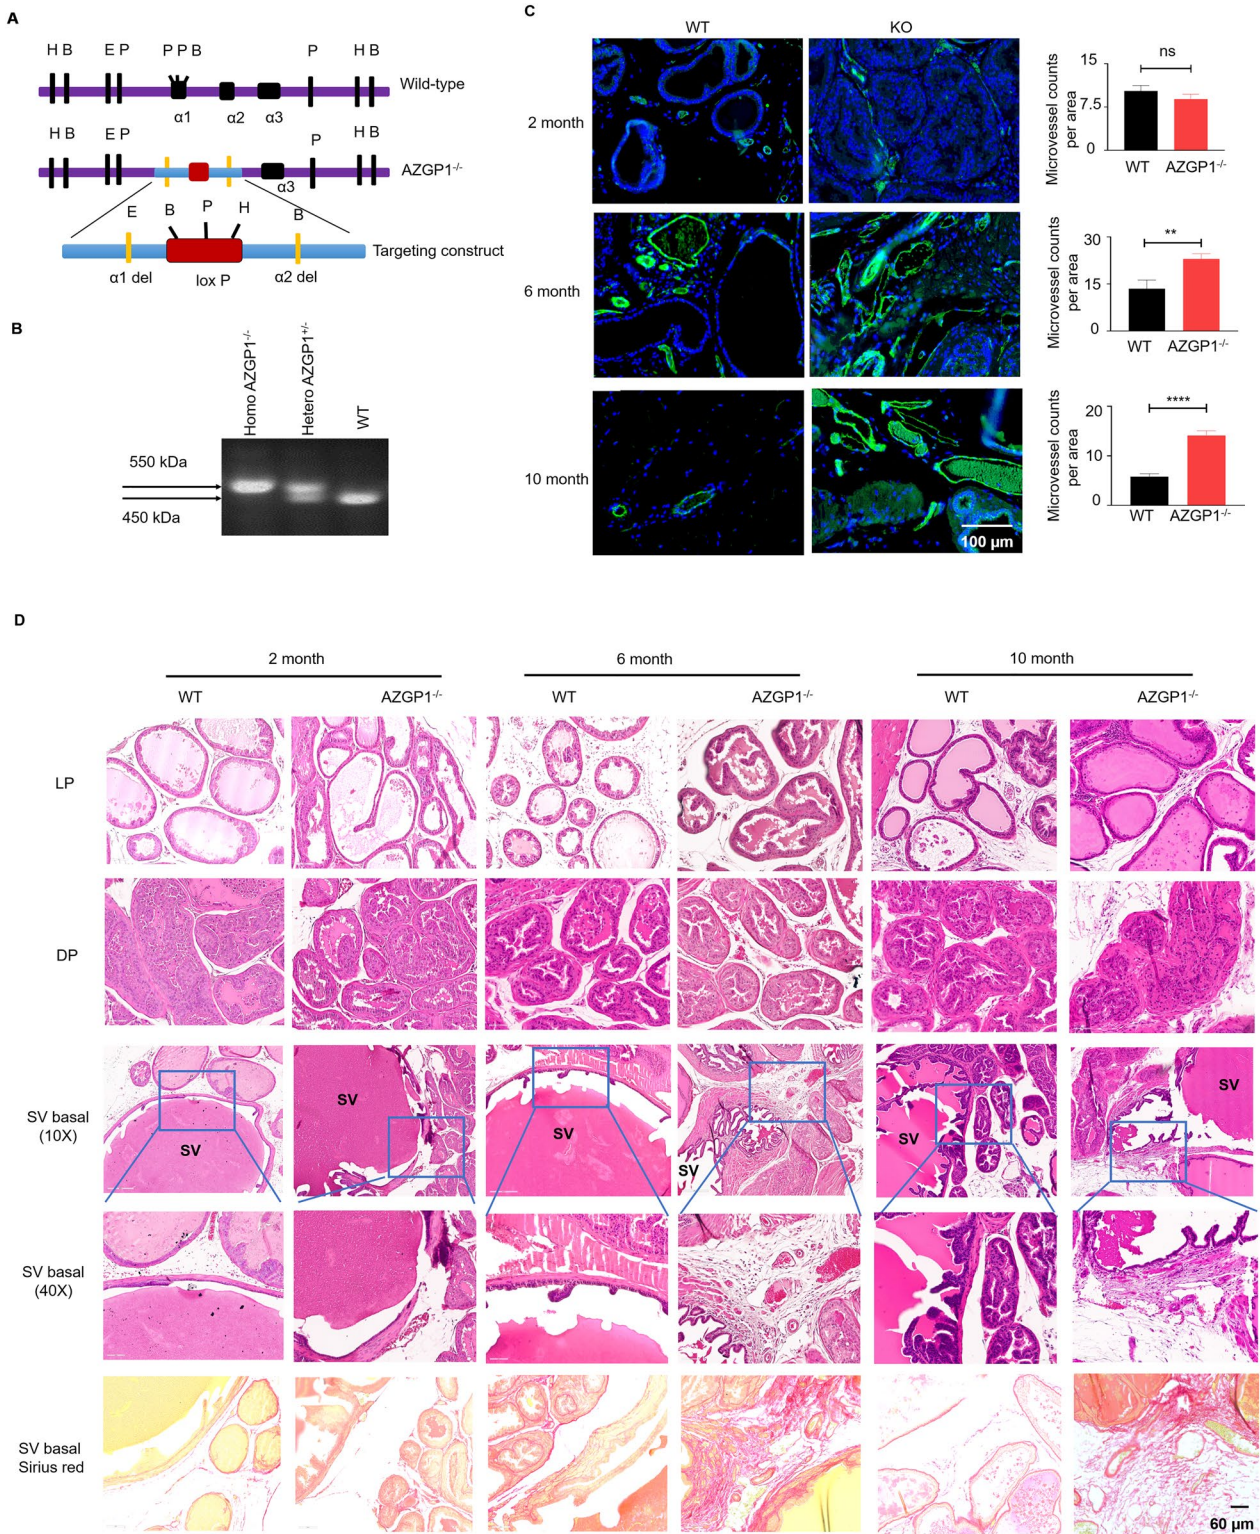 A
H B E P P P B P H B
Wild-type
α1 α2 α3
H B E P P H B
AZGP1-/-
α3
E B P H B
Targeting construct
α1 del lox P α2 del
B
Homo AZGP1-/-
Hetero AZGP1+/-
WT
550 kDa
450 kDa
C
WT KO
2 month
6 month
10 month
100 µm
Microvessel counts
per area
15
7.5
0
ns
WT AZGP1-/-
Microvessel counts
per area
30
15
0
**
WT AZGP1-/-
Microvessel counts
per area
20
10
0
****
WT AZGP1-/-
D
2 month 6 month 10 month
WT AZGP1-/- WT AZGP1-/- WT AZGP1-/-
LP
DP
SV basal
(10X)
SV SV SV SV SV SV
SV basal
(40X)
SV basal
Sirius red
60 µm